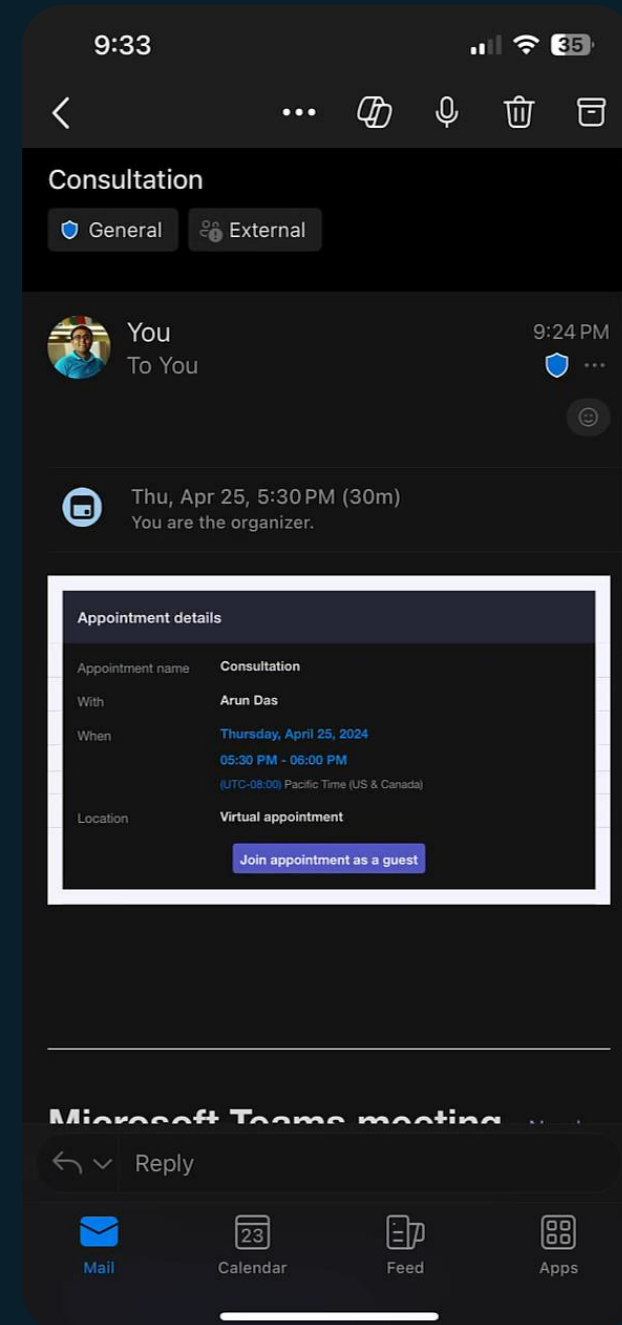 9:33
35
Consultation
General
External
You
9:24 PM
To You
Thu, Apr 25, 5:30 PM (30m)
You are the organizer.
Appointment details
Appointment name Consultation
With Arun Das
When Thursday, April 25, 2024
05:30 PM - 06:00 PM
(UTC-08:00) Pacific Time (US & Canada)
Location Virtual appointment
Join appointment as a guest
Microsoft Teams meeting
Reply
23
Mail Calendar Feed Apps